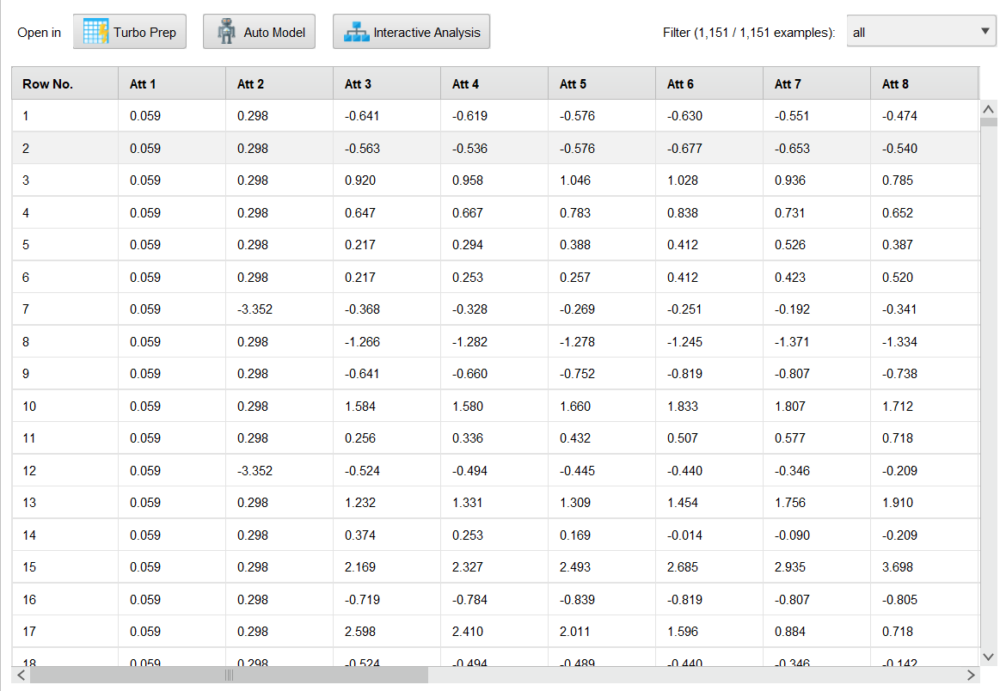 Open in Turbo Prep Auto Model Interactive Analysis Filter (1,151 / 1,151 examples): all
Row No. Att 1 Att 2 Att 3 Att 4 Att 5 Att 6 Att 7 Att 8
1 0.059 0.298 -0.641 -0.619 -0.576 -0.630 -0.551 -0.474
2 0.059 0.298 -0.563 -0.536 -0.576 -0.677 -0.653 -0.540
3 0.059 0.298 0.920 0.958 1.046 1.028 0.936 0.785
4 0.059 0.298 0.647 0.667 0.783 0.838 0.731 0.652
5 0.059 0.298 0.217 0.294 0.388 0.412 0.526 0.387
6 0.059 0.298 0.217 0.253 0.257 0.412 0.423 0.520
7 0.059 -3.352 -0.368 -0.328 -0.269 -0.251 -0.192 -0.341
8 0.059 0.298 -1.266 -1.282 -1.278 -1.245 -1.371 -1.334
9 0.059 0.298 -0.641 -0.660 -0.752 -0.819 -0.807 -0.738
10 0.059 0.298 1.584 1.580 1.660 1.833 1.807 1.712
11 0.059 0.298 0.256 0.336 0.432 0.507 0.577 0.718
12 0.059 -3.352 -0.524 -0.494 -0.445 -0.440 -0.346 -0.209
13 0.059 0.298 1.232 1.331 1.309 1.454 1.756 1.910
14 0.059 0.298 0.374 0.253 0.169 -0.014 -0.090 -0.209
15 0.059 0.298 2.169 2.327 2.493 2.685 2.935 3.698
16 0.059 0.298 -0.719 -0.784 -0.839 -0.819 -0.807 -0.805
17 0.059 0.298 2.598 2.410 2.011 1.596 0.884 0.718
18 0.059 0.298 -0.524 -0.494 -0.489 -0.440 -0.346 -0.142